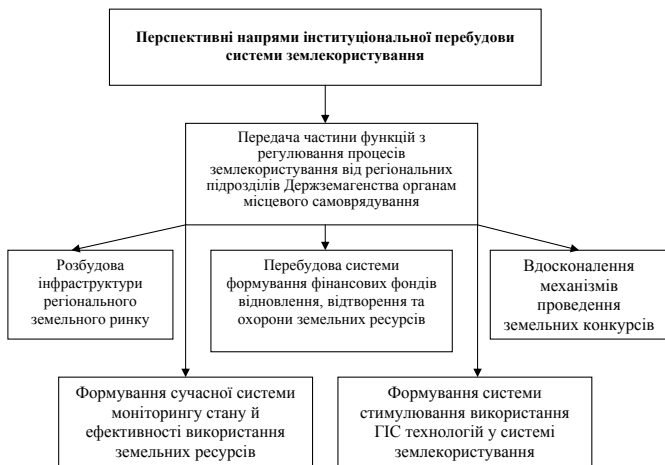 Перспективні напрями інституціональної перебудови
системи землекористування
Передача частини функцій з
регулювання процесів
землекористування від регіональних
підрозділів Держземагенства органам
місцевого самоврядування
Розбудова
інфраструктури
регіонального
земельного ринку
Перебудова системи
формування фінансових фондів
відновлення, відтворення та
охорони земельних ресурсів
Вдосконалення
механізмів
проведення
земельних конкурсів
Формування сучасної системи
моніторингу стану й
ефективності використання
земельних ресурсів
Формування системи
стимулювання використання
ГІС технологій у системі
землекористування